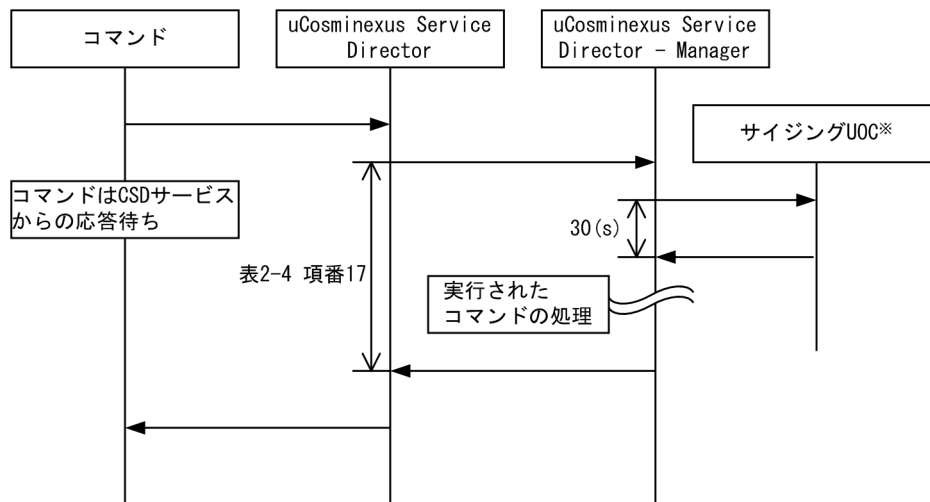 コマンド
uCosminexus Service
Director
uCosminexus Service
Director - Manager
サイジングUOC※
コマンドはCSDサービス
からの応答待ち
30(s)
表2-4 項番17
実行された
コマンドの処理